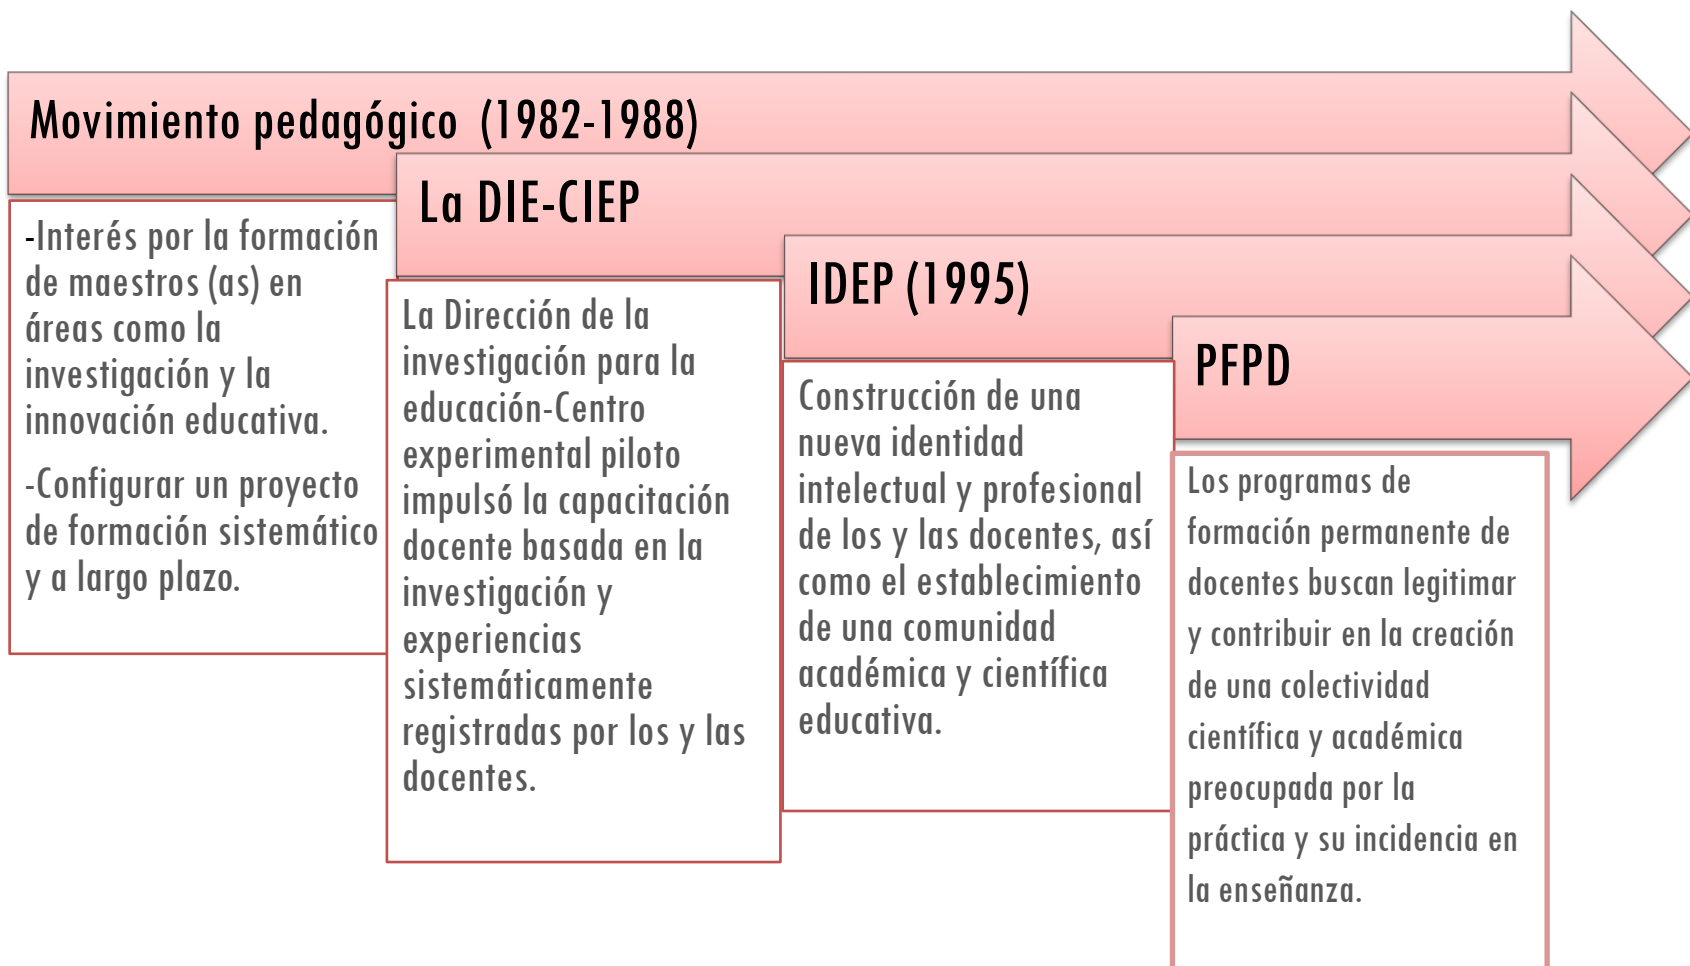 Movimiento pedagógico (1982-1988)
-Interés por la formación
de maestros (as) en
áreas como la
investigación y la
innovación educativa.
-Configurar un proyecto
de formación sistemático
y a largo plazo.
La DIE-CIEP
La Dirección de la
investigación para la
educación-Centro
experimental piloto
impulsó la capacitación
docente basada en la
investigación y
experiencias
sistemáticamente
registradas por los y las
docentes.
IDEP (1995)
Construcción de una
nueva identidad
intelectual y profesional
de los y las docentes, así
como el establecimiento
de una comunidad
académica y científica
educativa.
PFPD
Los programas de
formación permanente de
docentes buscan legitimar
y contribuir en la creación
de una colectividad
científica y académica
preocupada por la
práctica y su incidencia en
la enseñanza.